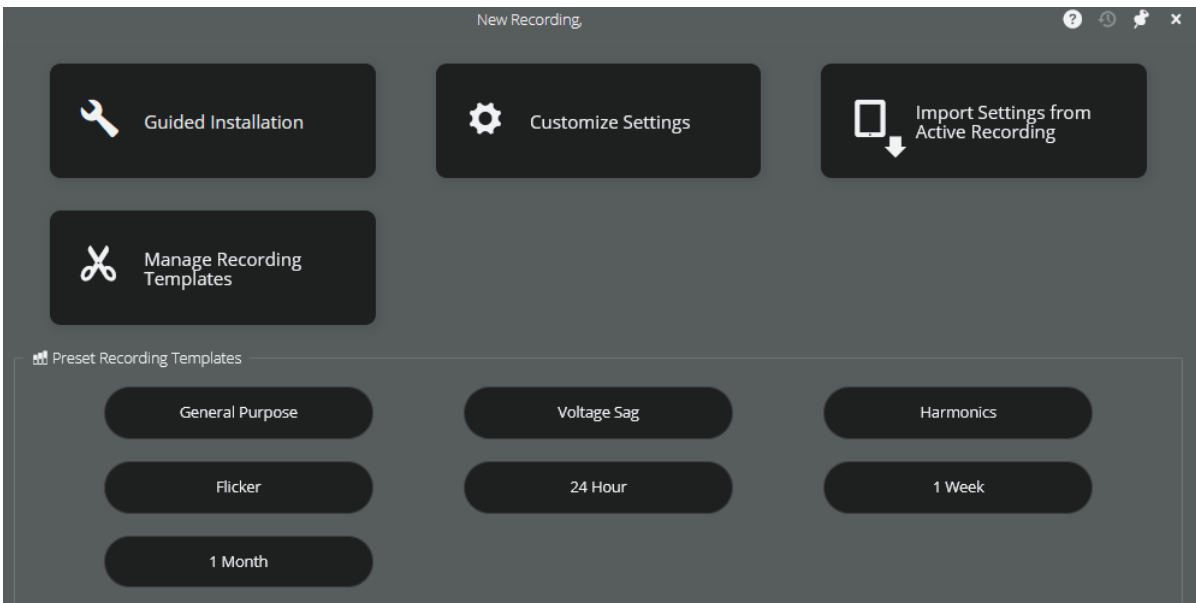 New Recording,
Guided Installation
Customize Settings
Import Settings from
Active Recording
Manage Recording
Templates
Preset Recording Templates
General Purpose
Voltage Sag
Harmonics
Flicker
24 Hour
1 Week
1 Month